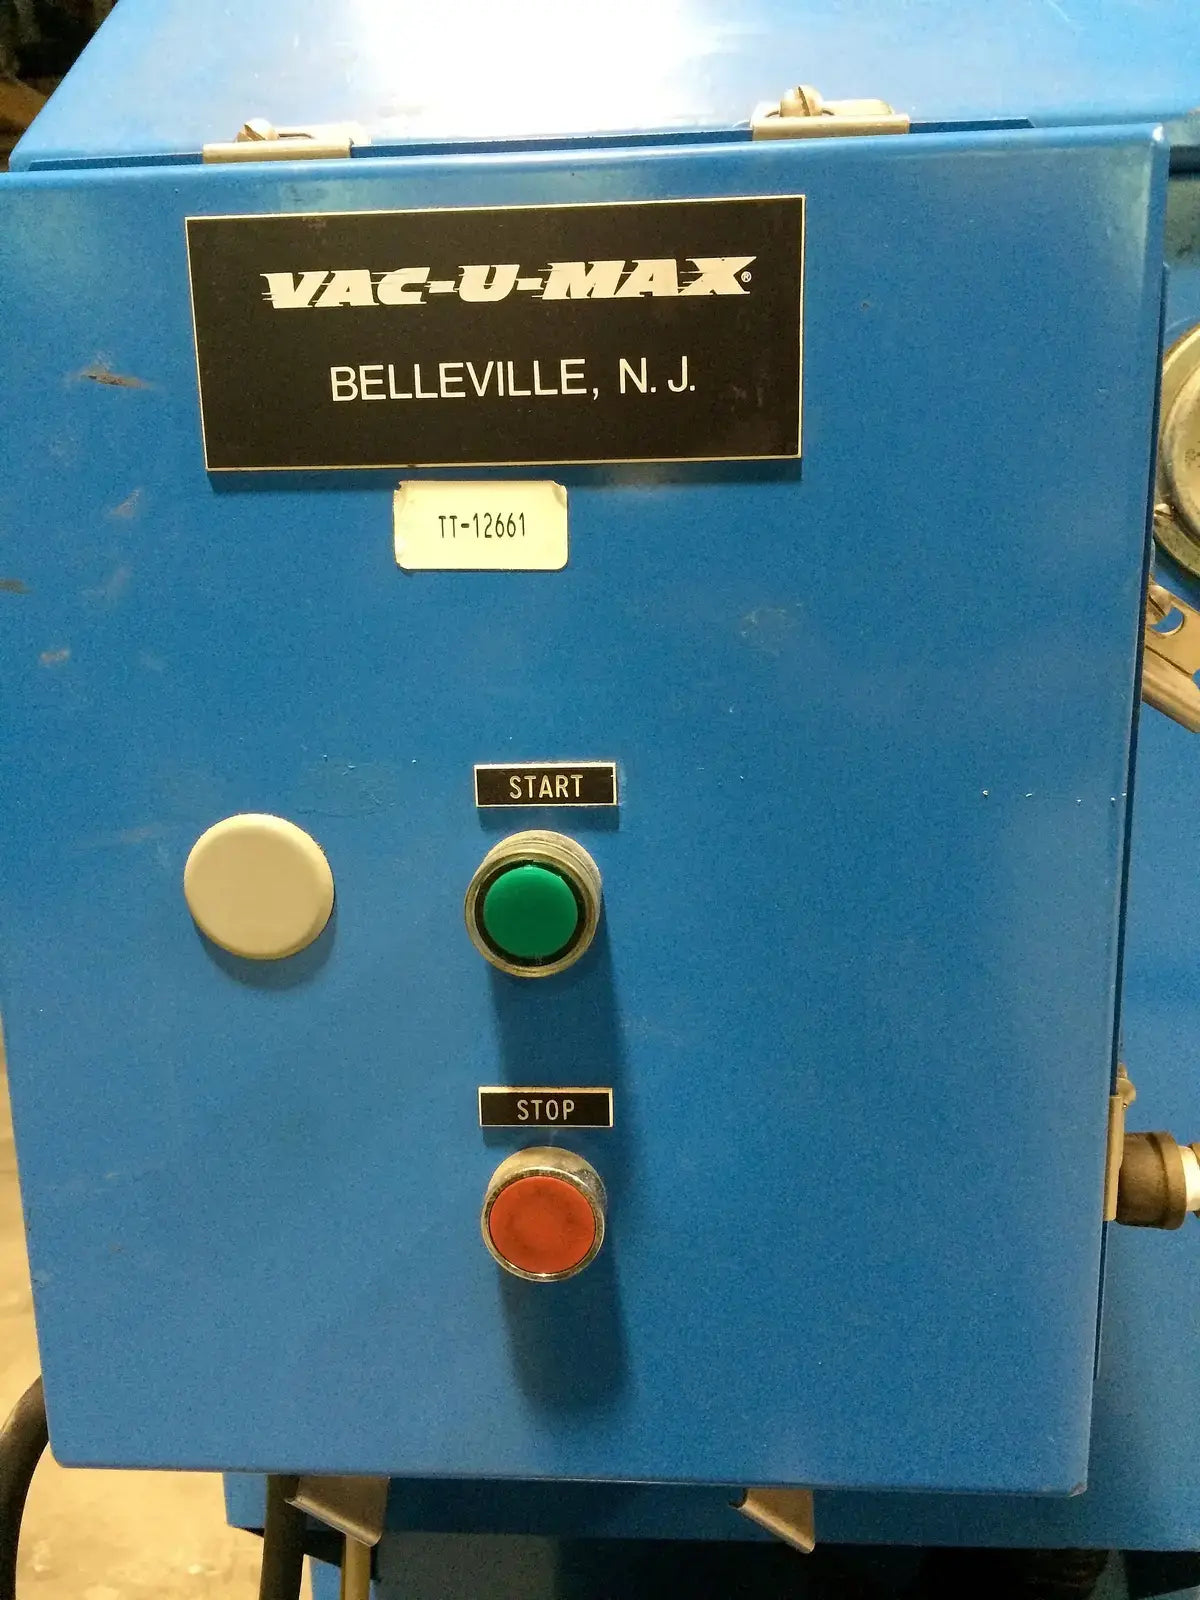 VAC-U-MAX®
BELLEVILLE, N. J.
TT-12661
START
STOP